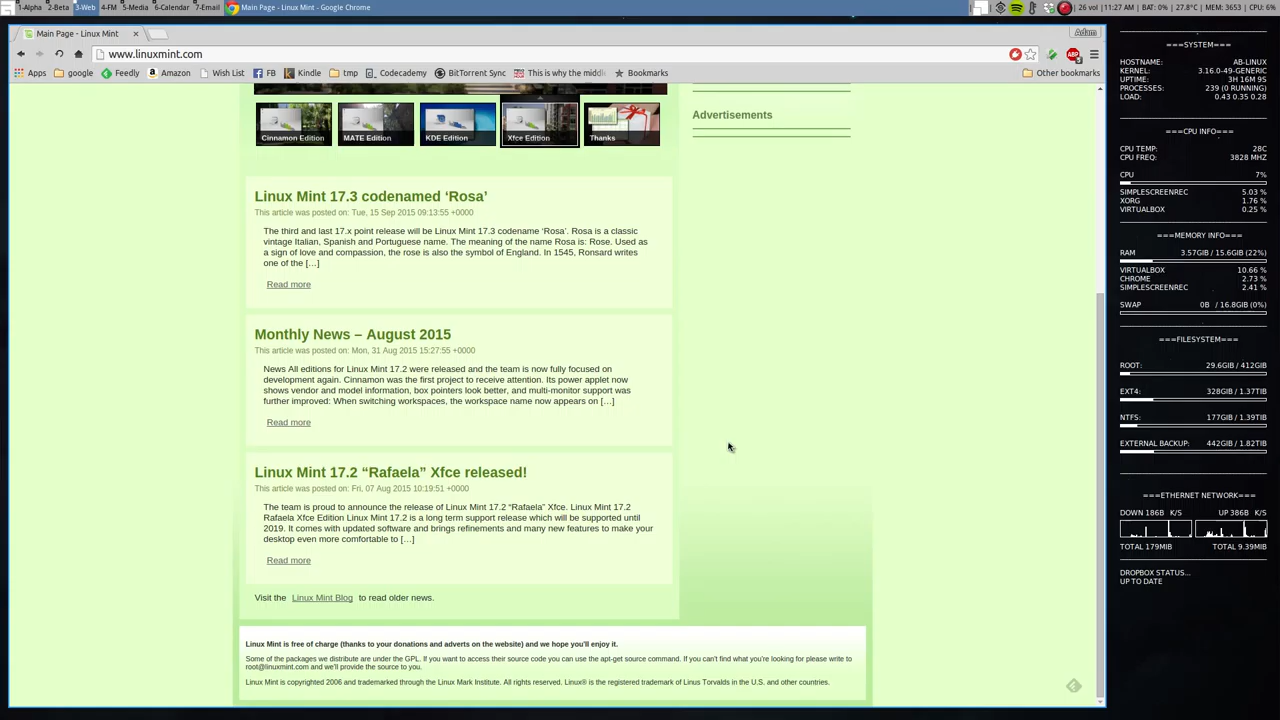 1-Alpha 2-Beta 3-Web 4-FM 5-Media 6-Calendar 7-Email Main Page - Linux Mint - Google Chrome 26 vol | 11:27 AM | BAT: 0% | 27.8°C | MEM: 3653 | CPU: 6%
Main Page - Linux Mint
Adam
www.linuxmint.com
ABP
Apps google Feedly Amazon Wish List FB Kindle tmp Codecademy BitTorrent Sync This is why the middl Bookmarks Other bookmarks
Cinnamon Edition MATE Edition KDE Edition Xfce Edition Thanks
Advertisements
Linux Mint 17.3 codenamed ‘Rosa’
This article was posted on: Tue, 15 Sep 2015 09:13:55 +0000
The third and last 17.x point release will be Linux Mint 17.3 codename ‘Rosa’. Rosa is a classic
vintage Italian, Spanish and Portuguese name. The meaning of the name Rosa is: Rose. Used as
a sign of love and compassion, the rose is also the symbol of England. In 1545, Ronsard writes
one of the […]
Read more
Monthly News – August 2015
This article was posted on: Mon, 31 Aug 2015 15:27:55 +0000
News All editions for Linux Mint 17.2 were released and the team is now fully focused on
development again. Cinnamon was the first project to receive attention. Its power applet now
shows vendor and model information, box pointers look better, and multi-monitor support was
further improved: When switching workspaces, the workspace name now appears on […]
Read more
Linux Mint 17.2 “Rafaela” Xfce released!
This article was posted on: Fri, 07 Aug 2015 10:19:51 +0000
The team is proud to announce the release of Linux Mint 17.2 “Rafaela” Xfce. Linux Mint 17.2
Rafaela Xfce Edition Linux Mint 17.2 is a long term support release which will be supported until
2019. It comes with updated software and brings refinements and many new features to make your
desktop even more comfortable to […]
Read more
Visit the Linux Mint Blog to read older news.
Linux Mint is free of charge (thanks to your donations and adverts on the website) and we hope you'll enjoy it.
Some of the packages we distribute are under the GPL. If you want to access their source code you can use the apt-get source command. If you can't find what you're looking for please write to
root@linuxmint.com and we'll provide the source to you.
Linux Mint is copyrighted 2006 and trademarked through the Linux Mark Institute. All rights reserved. Linux® is the registered trademark of Linus Torvalds in the U.S. and other countries.
===SYSTEM===
HOSTNAME: AB-LINUX
KERNEL: 3.16.0-49-GENERIC
UPTIME: 3H 16M 9S
PROCESSES: 239 (0 RUNNING)
LOAD: 0.43 0.35 0.28
===CPU INFO===
CPU TEMP: 28C
CPU FREQ: 3828 MHZ
CPU 7%
SIMPLESCREENREC 5.03 %
XORG 1.76 %
VIRTUALBOX 0.25 %
===MEMORY INFO===
RAM 3.57GIB / 15.6GIB (22%)
VIRTUALBOX 10.66 %
CHROME 2.73 %
SIMPLESCREENREC 2.41 %
SWAP 0B / 16.8GIB (0%)
===FILESYSTEM===
ROOT: 29.6GIB / 412GIB
EXT4: 328GIB / 1.37TIB
NTFS: 177GIB / 1.39TIB
EXTERNAL BACKUP: 442GIB / 1.82TIB
===ETHERNET NETWORK===
DOWN 186B K/S UP 386B K/S
TOTAL 179MIB TOTAL 9.39MIB
DROPBOX STATUS...
UP TO DATE